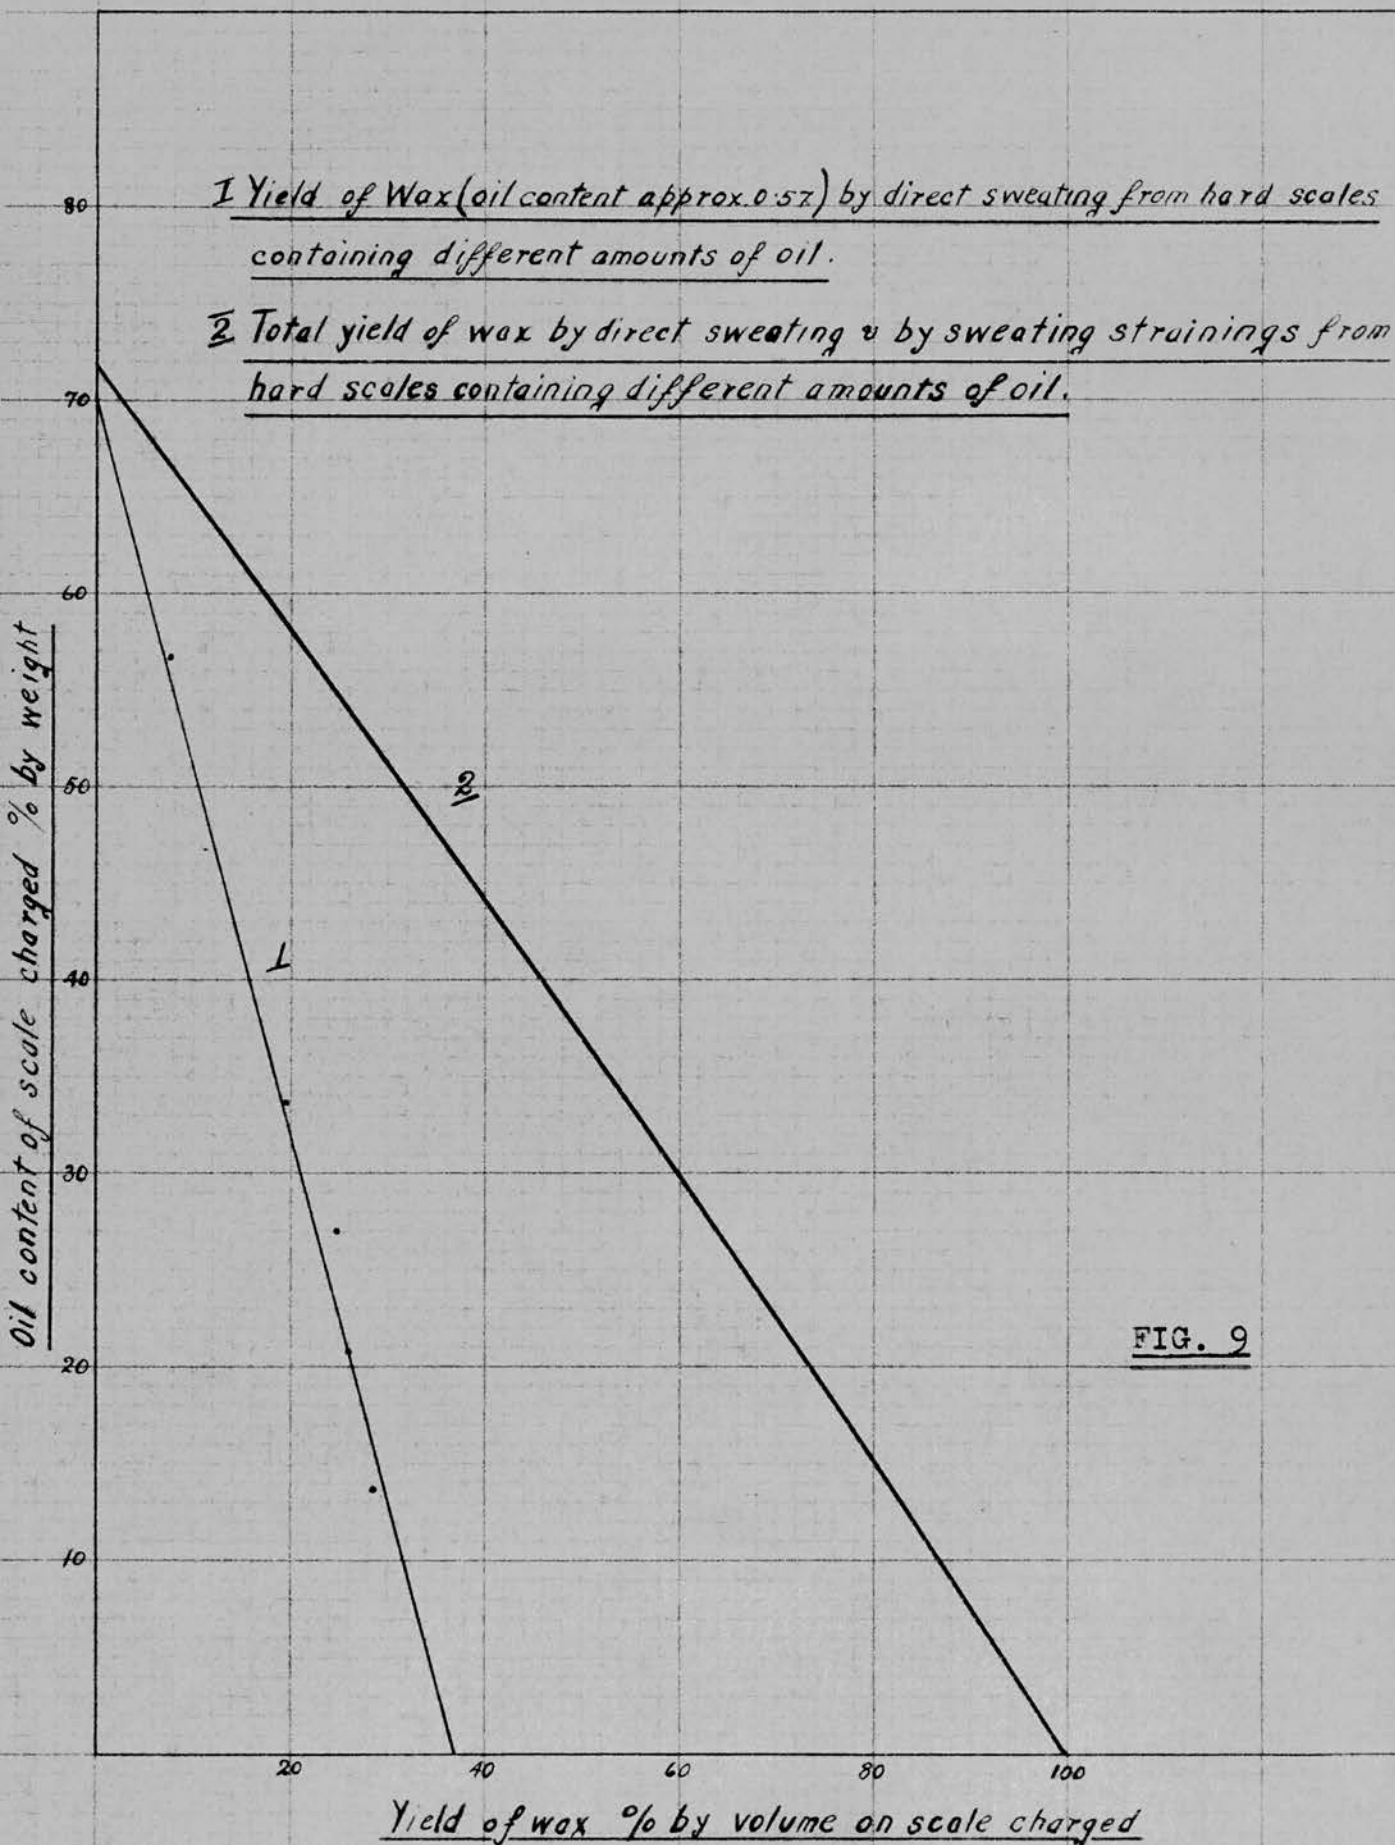 1 Yield of Wax (oil content approx. 0·5%) by direct sweating from hard scales
containing different amounts of oil.
2 Total yield of wax by direct sweating & by sweating strainings from
hard scales containing different amounts of oil.
80
70
60
50
40
30
20
10
Oil content of scale charged % by weight
1
2
FIG. 9
20 40 60 80 100
Yield of wax % by volume on scale charged